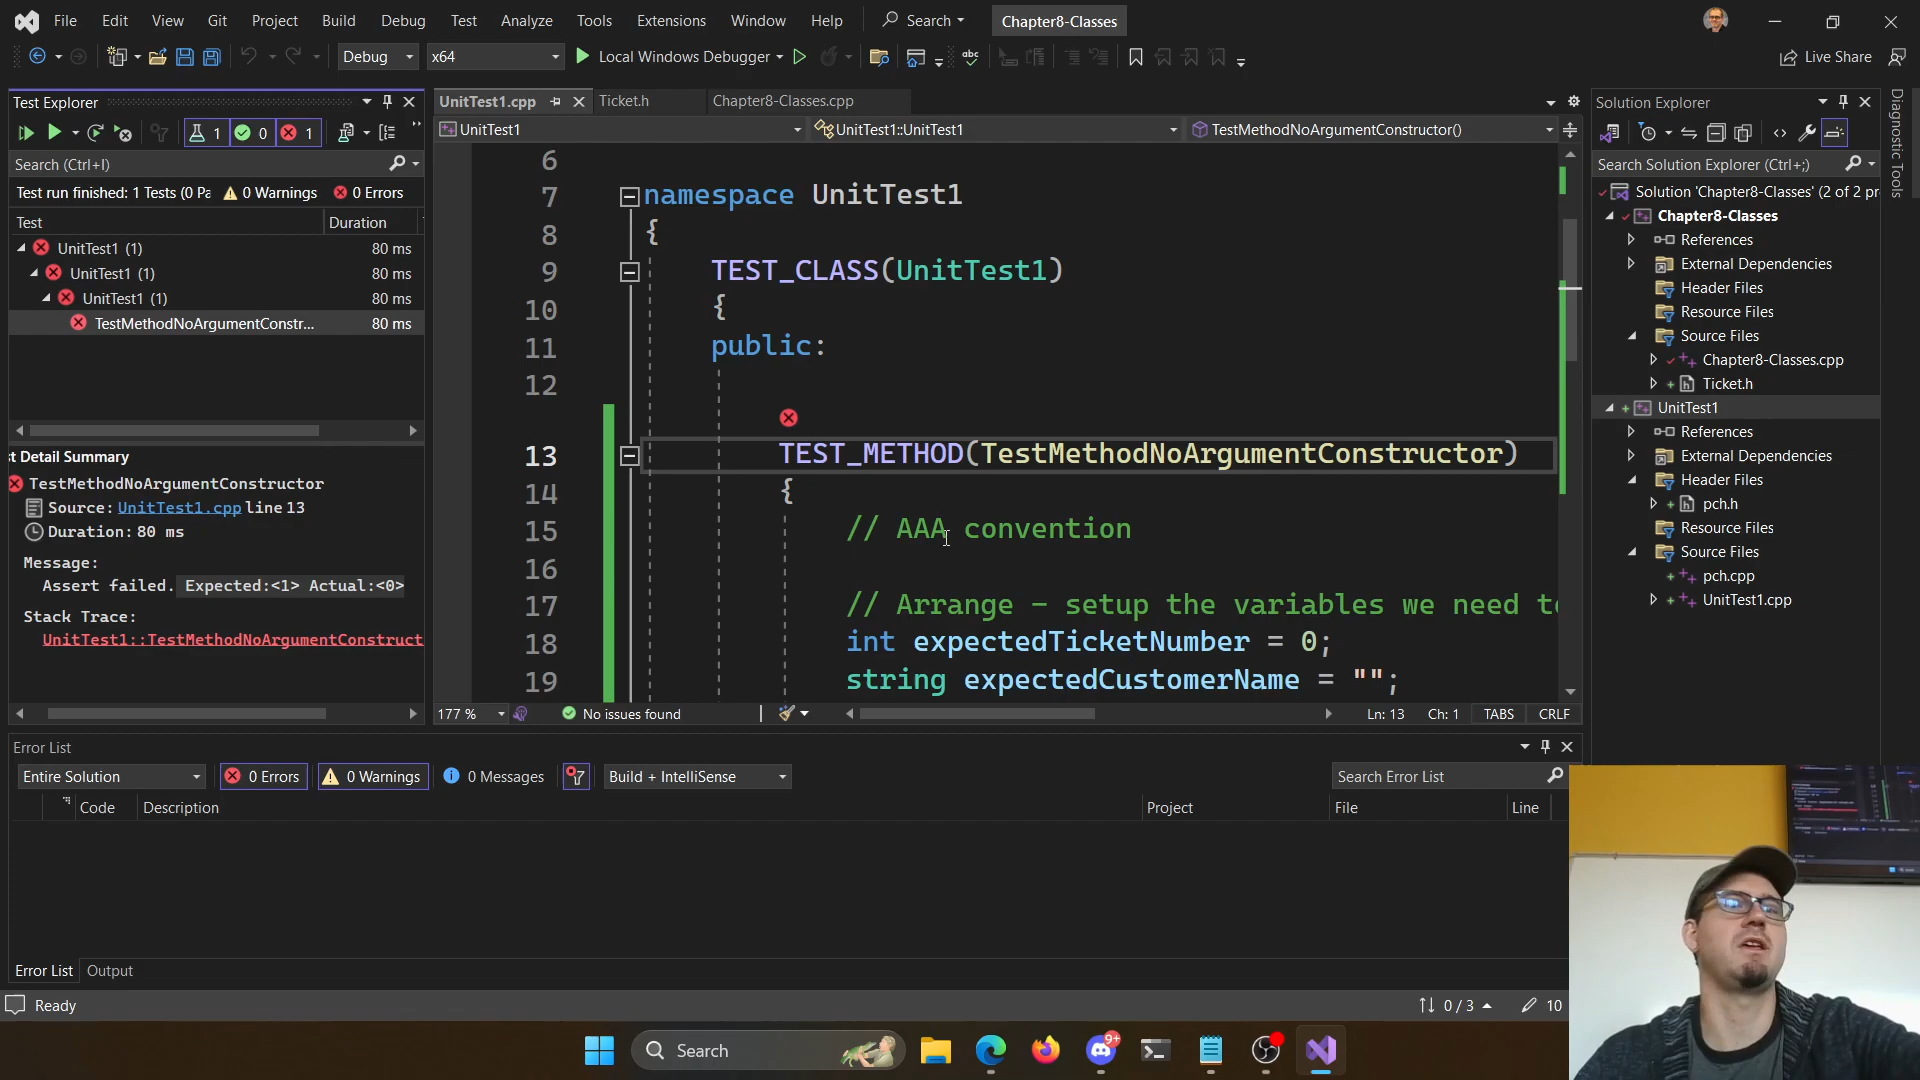 File Edit View Git Project Build Debug Test Analyze Tools Extensions Window Help Search Chapter8-Classes
Debug x64 Local Windows Debugger Live Share
Test Explorer
1 0 1
Search (Ctrl+I)
Test run finished: 1 Tests (0 Pa 0 Warnings 0 Errors
Test Duration
UnitTest1 (1) 80 ms
UnitTest1 (1) 80 ms
UnitTest1 (1) 80 ms
TestMethodNoArgumentConstr... 80 ms
t Detail Summary
TestMethodNoArgumentConstructor
Source: UnitTest1.cpp line 13
Duration: 80 ms
Message:
Assert failed. Expected:<1> Actual:<0>
Stack Trace:
UnitTest1::TestMethodNoArgumentConstruct
UnitTest1.cpp Ticket.h Chapter8-Classes.cpp
UnitTest1 UnitTest1::UnitTest1 TestMethodNoArgumentConstructor()
6
7 namespace UnitTest1
8 {
9 TEST_CLASS(UnitTest1)
10 {
11 public:
12
13 TEST_METHOD(TestMethodNoArgumentConstructor)
14 {
15 // AAA convention
16
17 // Arrange - setup the variables we need t
18 int expectedTicketNumber = 0;
19 string expectedCustomerName = "";
177 % No issues found Ln: 13 Ch: 1 TABS CRLF
Solution Explorer
Search Solution Explorer (Ctrl+;)
Solution 'Chapter8-Classes' (2 of 2 pr
Chapter8-Classes
References
External Dependencies
Header Files
Resource Files
Source Files
Chapter8-Classes.cpp
Ticket.h
UnitTest1
References
External Dependencies
Header Files
pch.h
Resource Files
Source Files
pch.cpp
UnitTest1.cpp
Diagnostic Tools
Error List
Entire Solution 0 Errors 0 Warnings 0 Messages Build + IntelliSense Search Error List
Code Description Project File Line
Error List Output
Ready 0 / 3 10
Search 9+